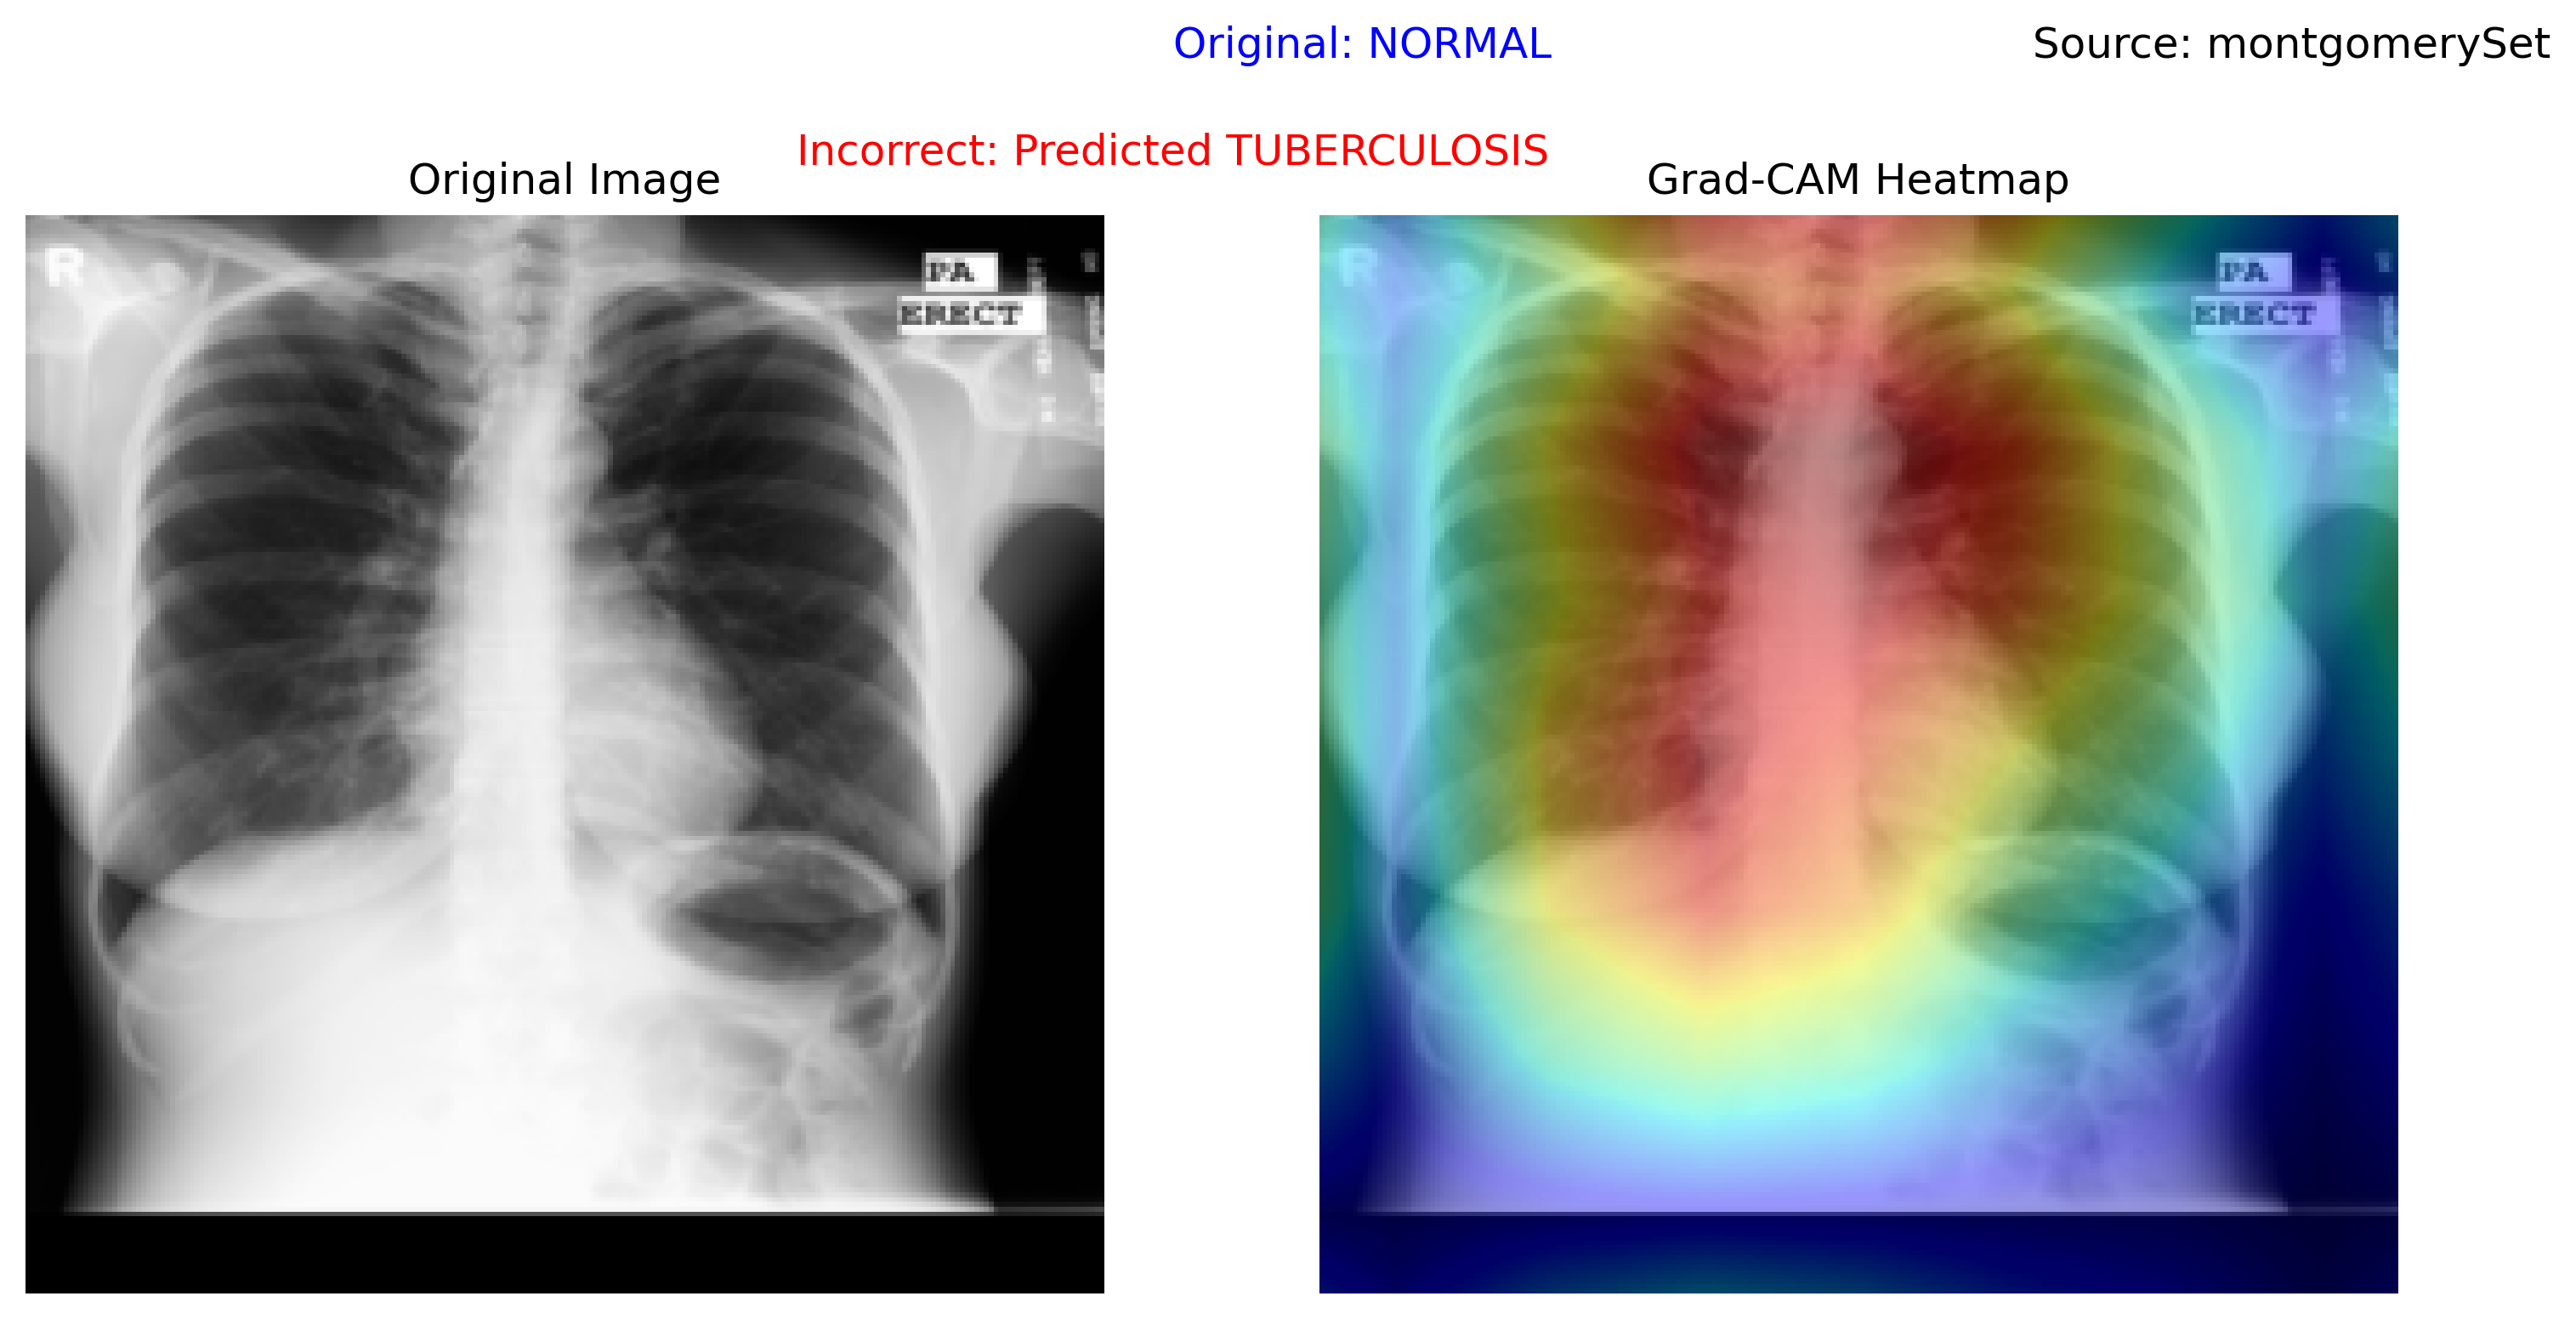 Original: NORMAL
Source: montgomerySet
Incorrect: Predicted TUBERCULOSIS
Original Image
Grad-CAM Heatmap
R
PA
ERECT
R
PA
ERECT